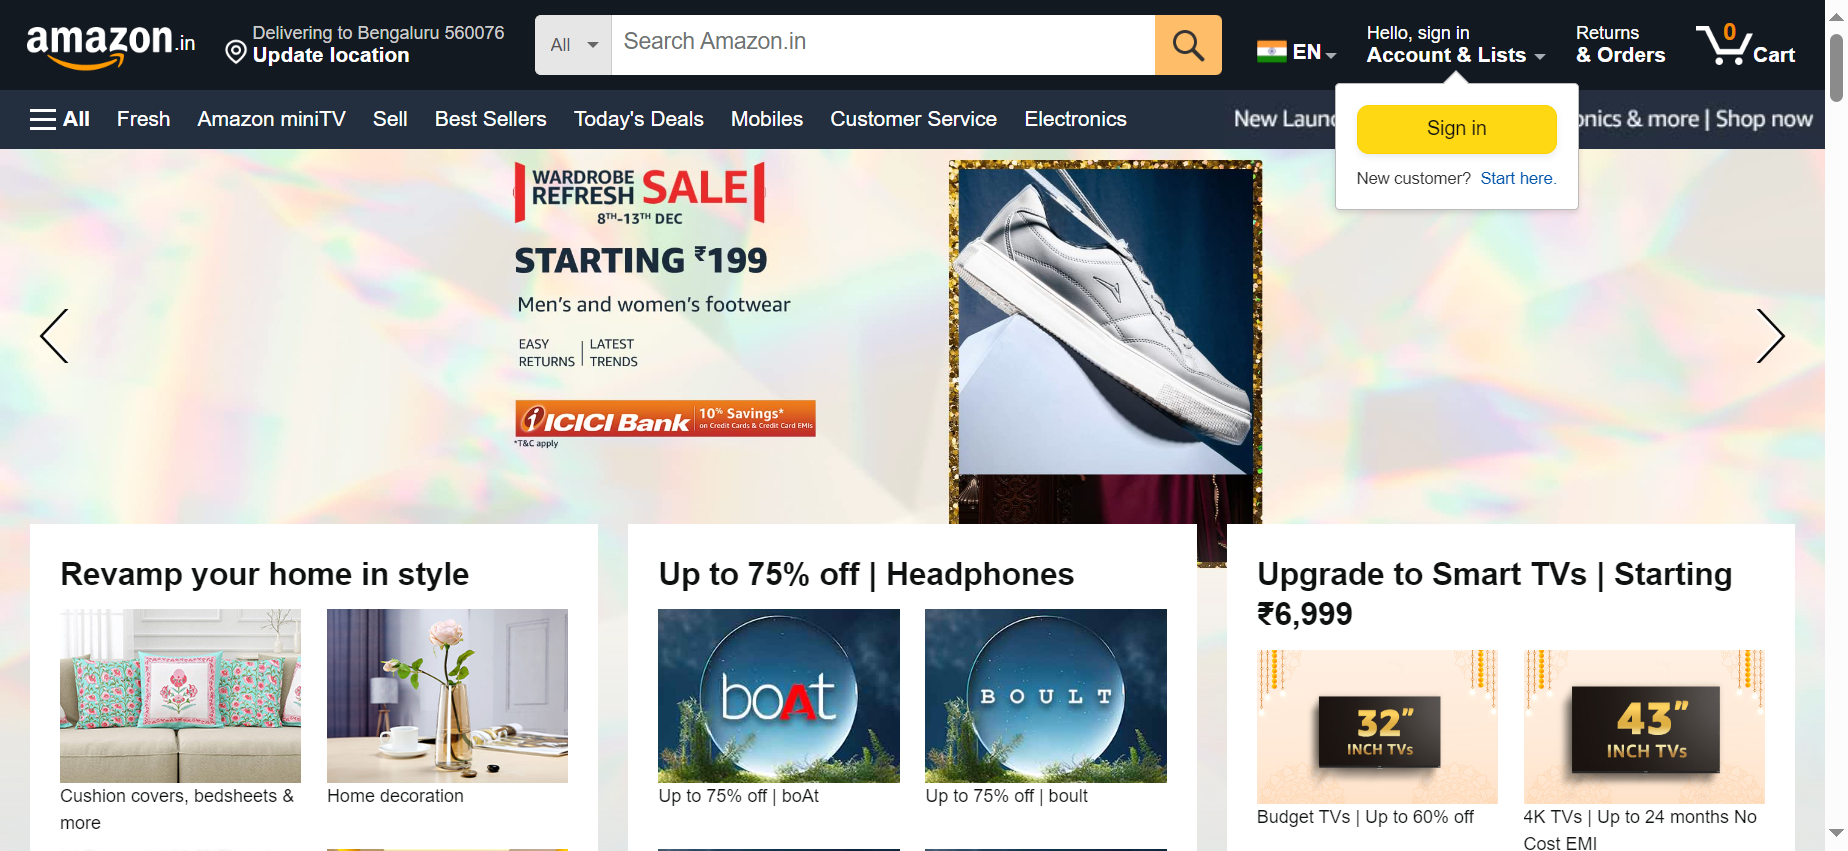 amazon.in
Delivering to Bengaluru 560076
Update location
All
Search Amazon.in
EN
Hello, sign in
Account & Lists
Returns
& Orders
0
Cart
All
Fresh
Amazon miniTV
Sell
Best Sellers
Today's Deals
Mobiles
Customer Service
Electronics
New Laun
onics & more | Shop now
Sign in
New customer? Start here.
WARDROBE
REFRESH SALE
8TH-13TH DEC
STARTING ₹199
Men's and women's footwear
EASY
RETURNS
LATEST
TRENDS
ICICI Bank
10% Savings*
on Credit Cards & Credit Card EMIs
*T&C apply
Revamp your home in style
Cushion covers, bedsheets &
more
Home decoration
Up to 75% off | Headphones
boAt
Up to 75% off | boAt
BOULT
Up to 75% off | boult
Upgrade to Smart TVs | Starting
₹6,999
32"
INCH TVs
Budget TVs | Up to 60% off
43"
INCH TVs
4K TVs | Up to 24 months No
Cost EMI